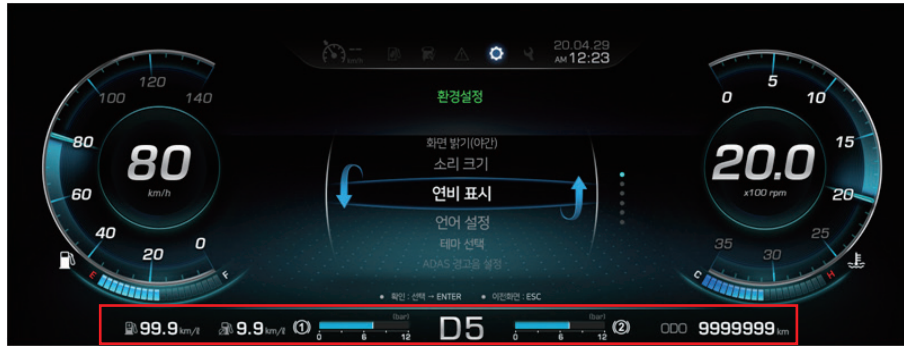 km/h
20.04.29
AM 12:23
환경설정
화면 밝기(야간)
소리 크기
연비 표시
언어 설정
테마 선택
ADAS 경고음 설정
• 확인 : 선택 → ENTER • 이전화면 : ESC
0
20
40
60
80
100
120
140
80
km/h
E
F
0
5
10
15
20
25
30
35
20.0
x100 rpm
C
H
99.9 km/ℓ
9.9 km/ℓ
①
(bar)
0 6 12
D5
(bar)
0 6 12
②
ODO 9999999 km